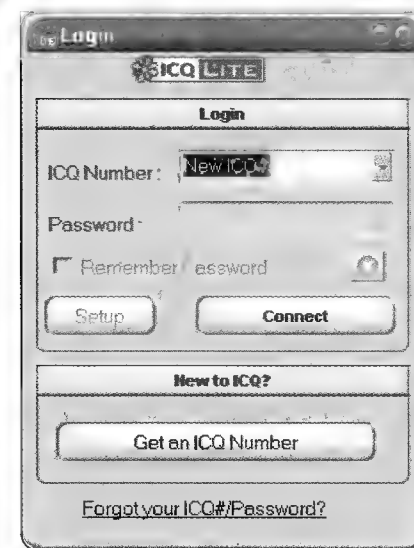 Login
ICQ LITE
Login
ICQ Number:
New ICQ#
Password
Remember Password
Setup
Connect
New to ICQ?
Get an ICQ Number
Forgot your ICQ#/Password?